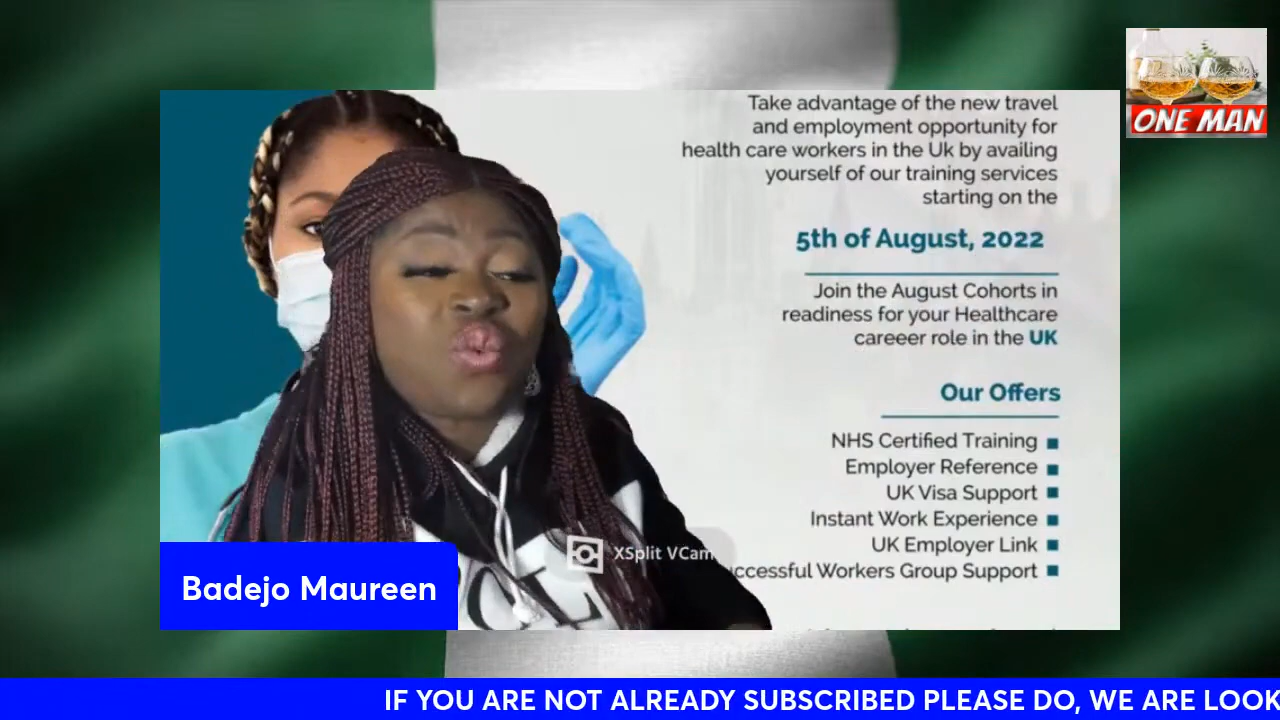 ONE MAN
Take advantage of the new travel
and employment opportunity for
health care workers in the Uk by availing
yourself of our training services
starting on the
5th of August, 2022
Join the August Cohorts in
readiness for your Healthcare
careeer role in the UK
Our Offers
NHS Certified Training
Employer Reference
UK Visa Support
Instant Work Experience
UK Employer Link
Workers Group Support
XSplit VCam
Badejo Maureen
IF YOU ARE NOT ALREADY SUBSCRIBED PLEASE DO, WE ARE LOOK